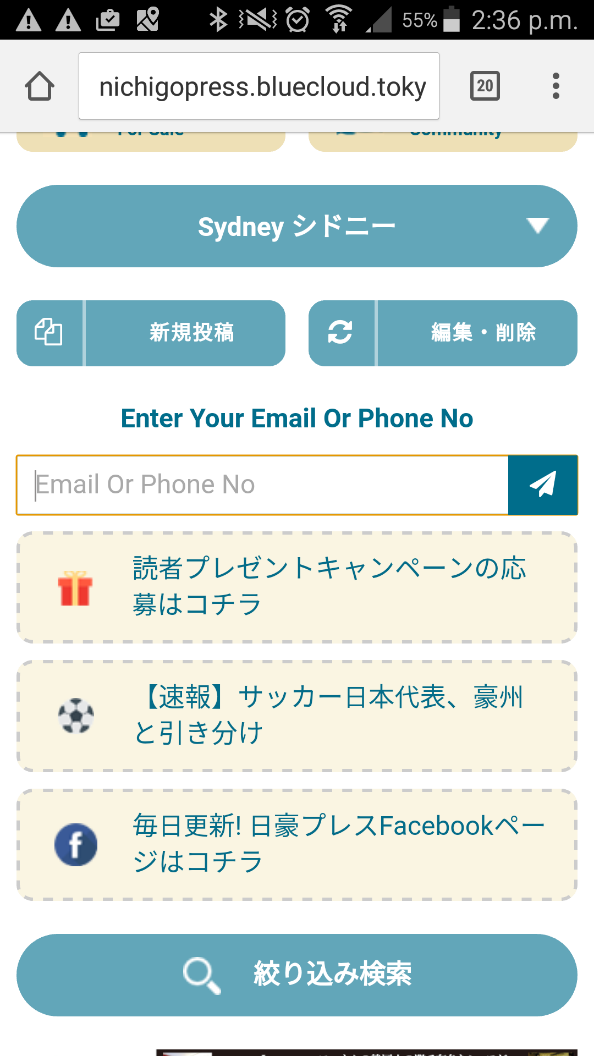 55% 2:36 p.m.
nichigopress.bluecloud.toky
20
For Sale
Community
Sydney シドニー
新規投稿
編集・削除
Enter Your Email Or Phone No
Email Or Phone No
読者プレゼントキャンペーンの応
募はコチラ
【速報】サッカー日本代表、豪州
と引き分け
毎日更新! 日豪プレスFacebookペー
ジはコチラ
絞り込み検索